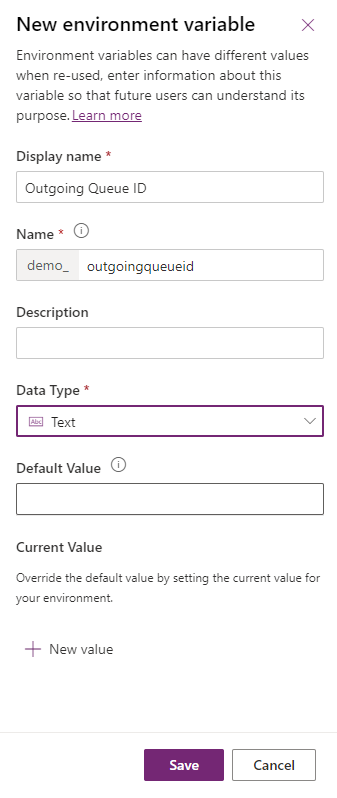 New environment variable
Environment variables can have different values
when re-used, enter information about this
variable so that future users can understand its
purpose. Learn more
Display name *
Outgoing Queue ID
Name *
demo_ outgoingqueueid
Description
Data Type *
Abc Text
Default Value
Current Value
Override the default value by setting the current value for
your environment.
New value
Save Cancel